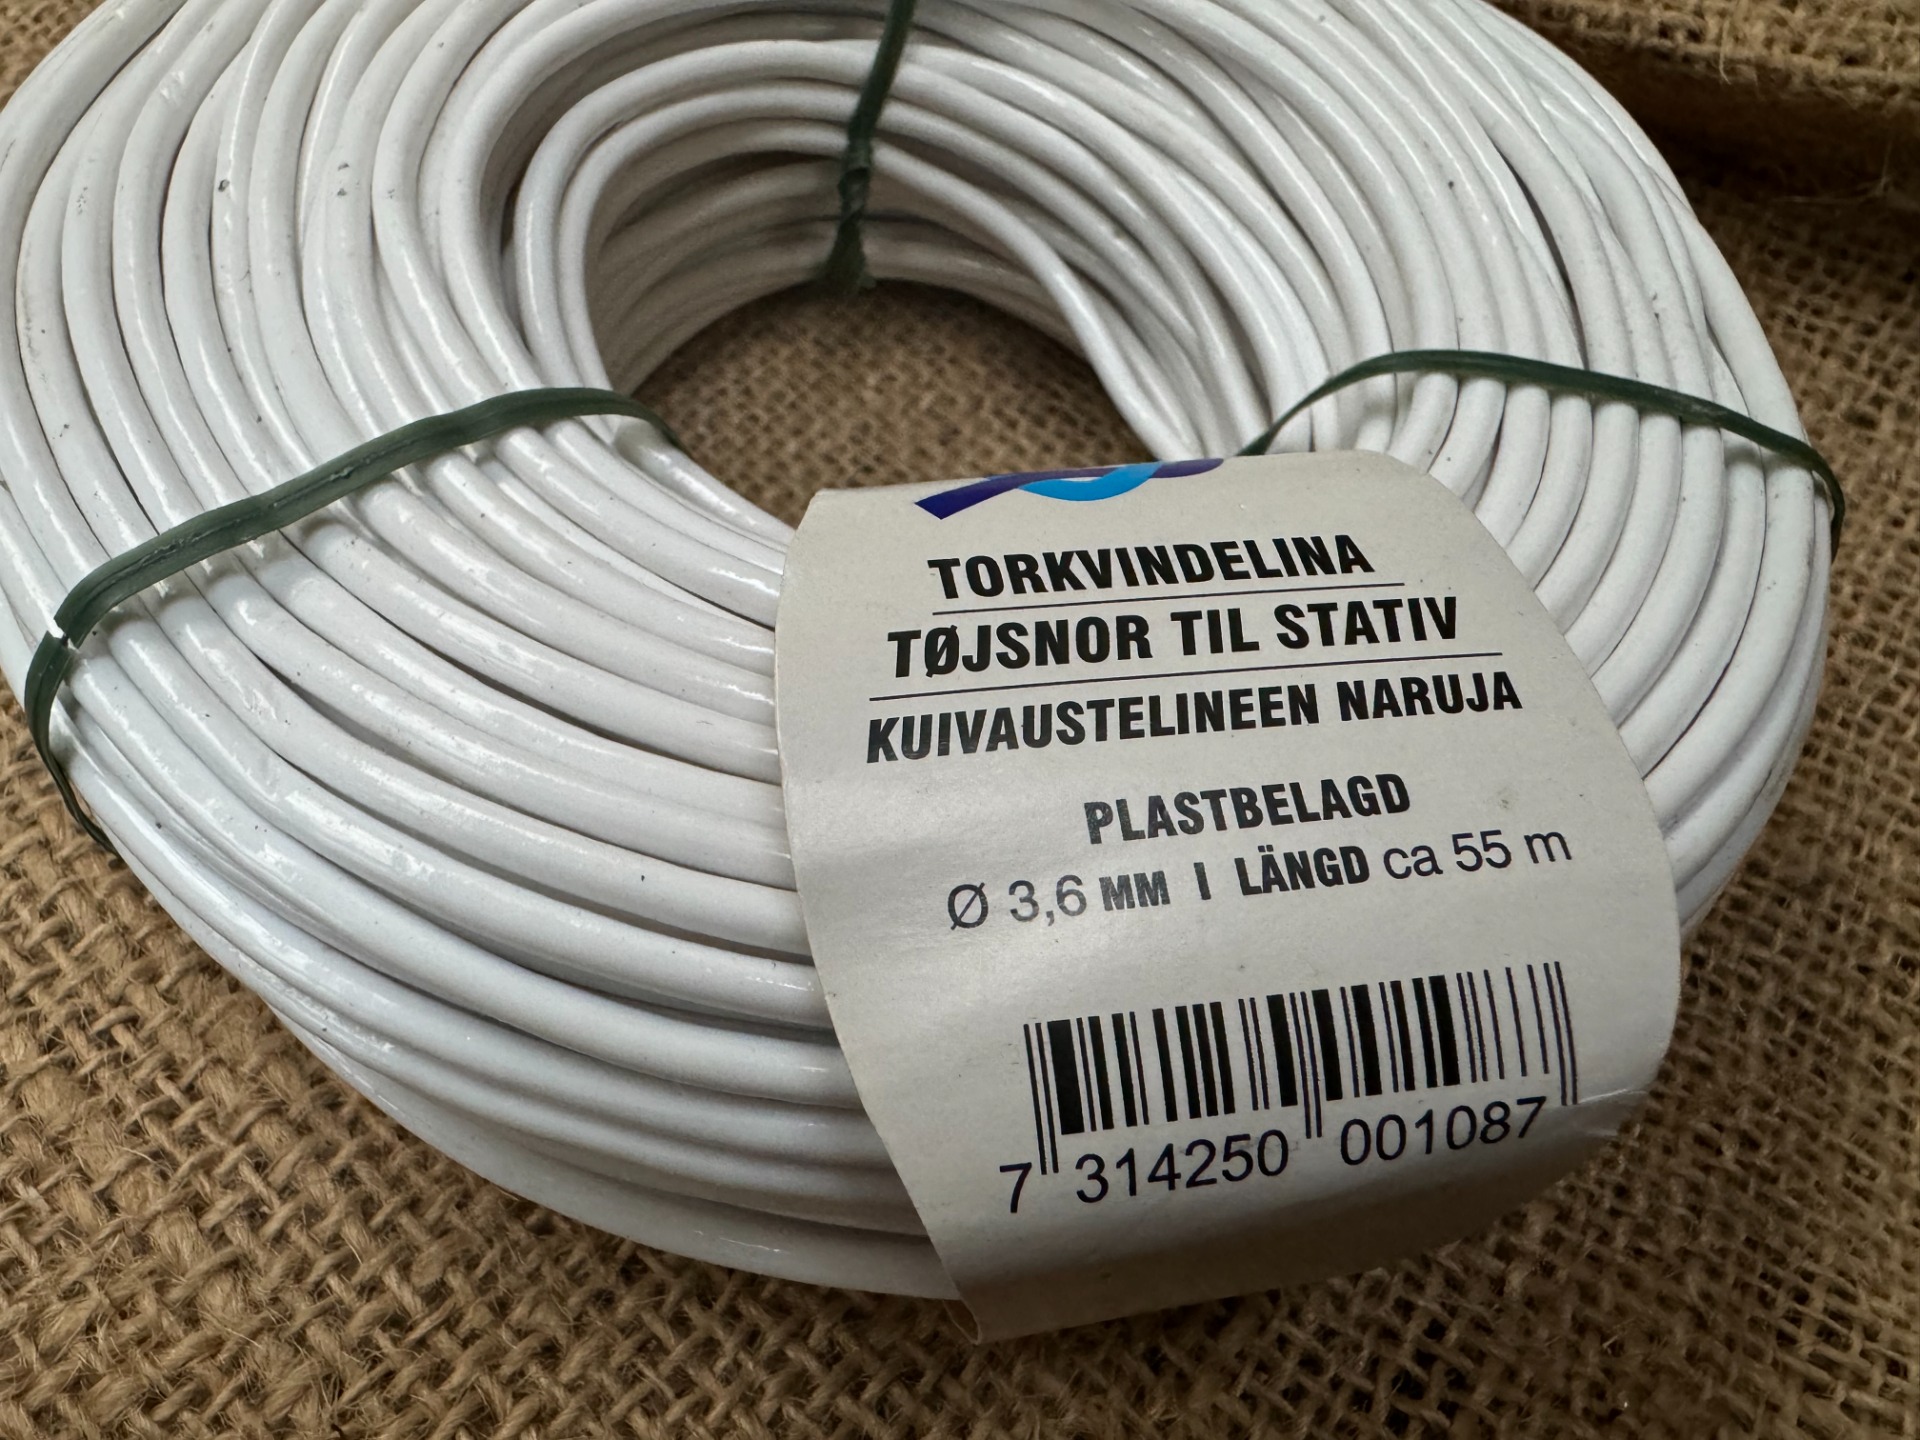 TORKVINDELINA
TØJSNOR TIL STATIV
KUIVAUSTELINEEN NARUJA
PLASTBELAGD
Ø 3,6 MM I LÄNGD ca 55 m
7 314250 001087